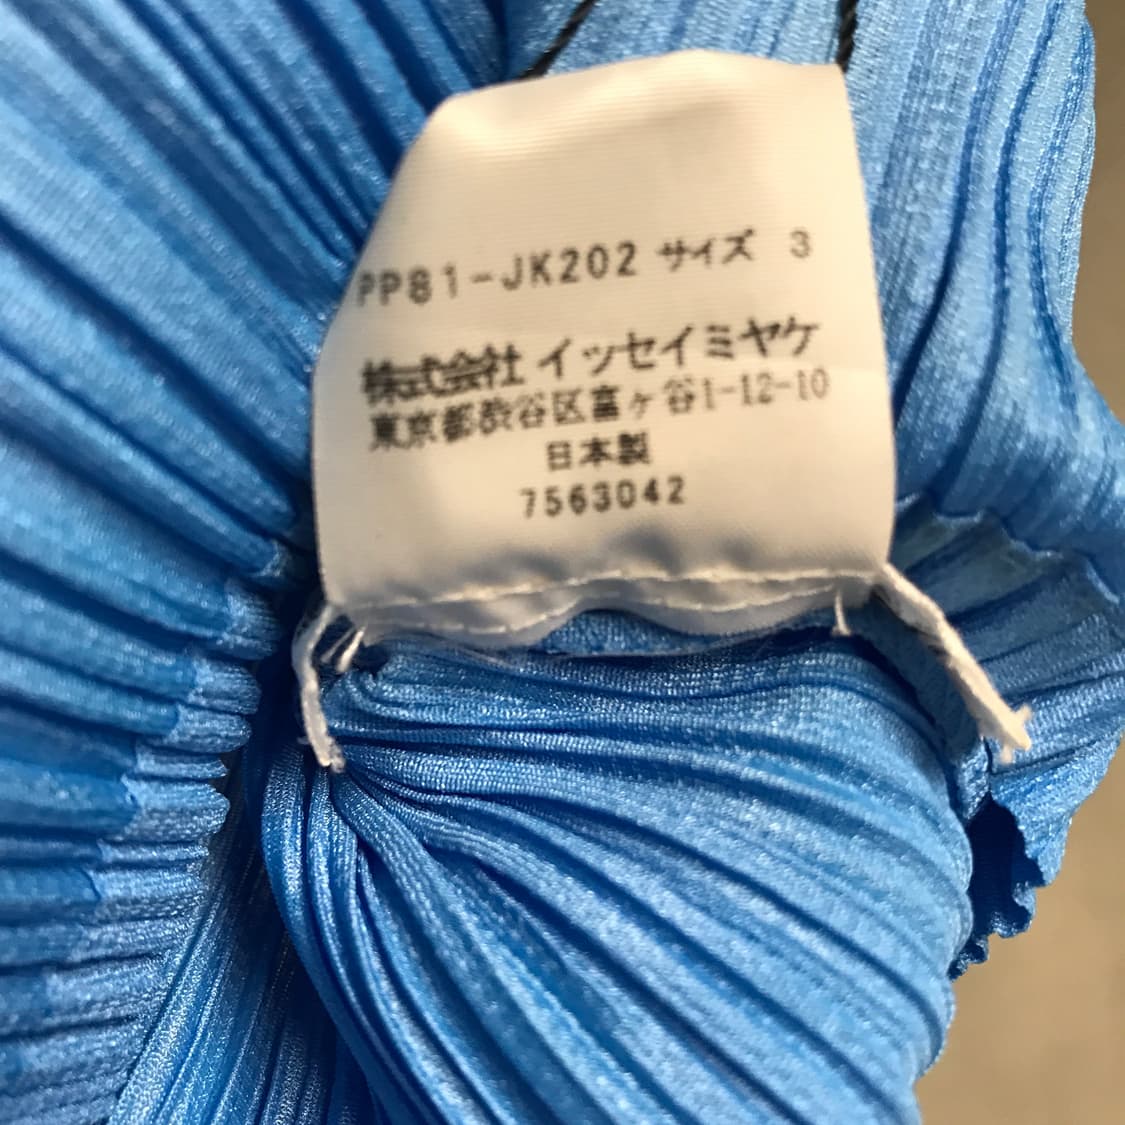 PP81-JK202 サイズ 3
株式会社 イッセイミヤケ
東京都渋谷区富ヶ谷1-12-10
日本製
7563042